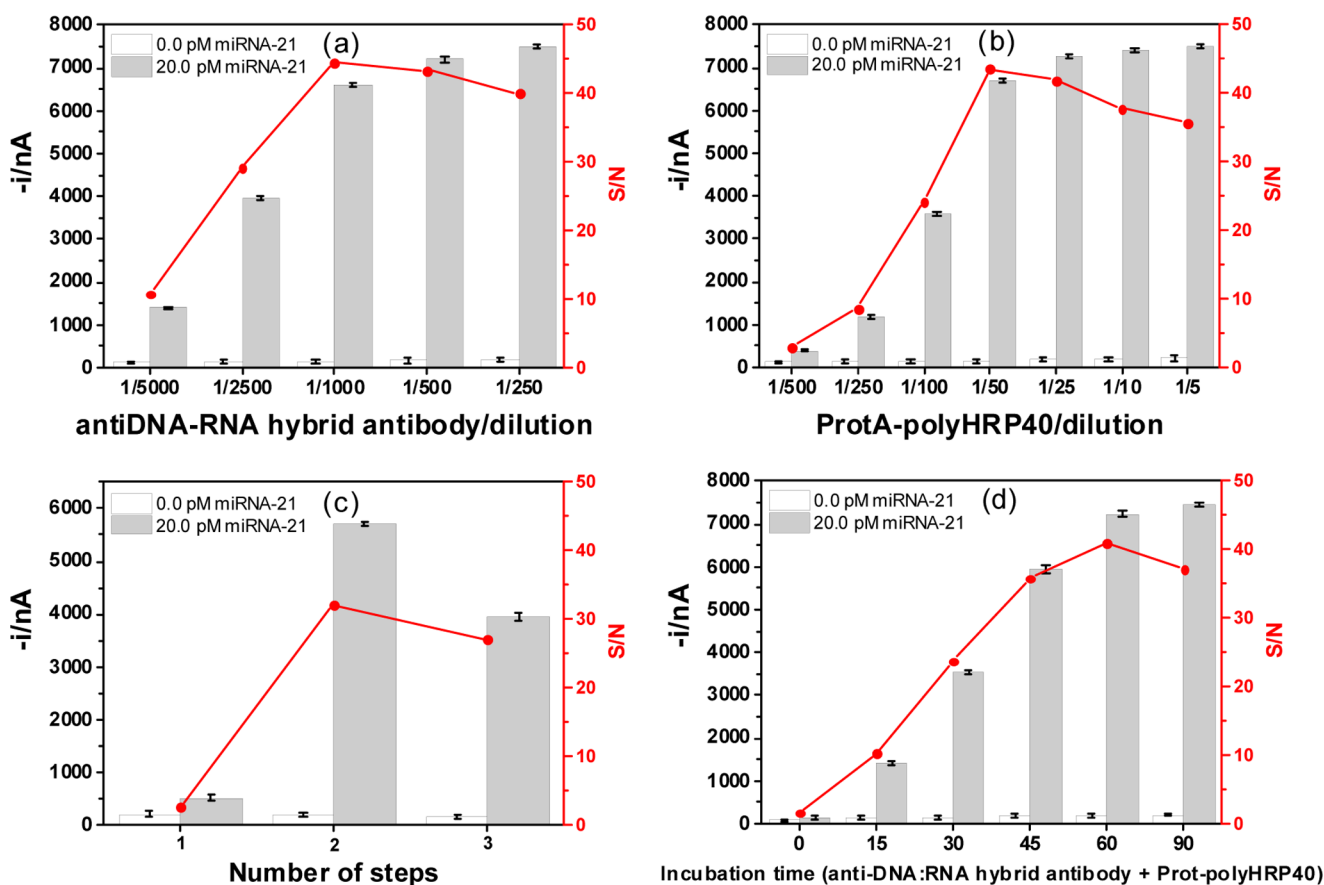 (a)
0.0 pM miRNA-21
20.0 pM miRNA-21
8000
7000
6000
5000
4000
3000
2000
1000
0
-i/nA
50
40
30
20
10
0
S/N
1/5000 1/2500 1/1000 1/500 1/250
antiDNA-RNA hybrid antibody/dilution
(b)
0.0 pM miRNA-21
20.0 pM miRNA-21
8000
7000
6000
5000
4000
3000
2000
1000
0
-i/nA
50
40
30
20
10
0
S/N
1/500 1/250 1/100 1/50 1/25 1/10 1/5
ProtA-polyHRP40/dilution
(c)
0.0 pM miRNA-21
20.0 pM miRNA-21
6000
5000
4000
3000
2000
1000
0
-i/nA
50
40
30
20
10
0
S/N
1 2 3
Number of steps
(d)
0.0 pM miRNA-21
20.0 pM miRNA-21
8000
7000
6000
5000
4000
3000
2000
1000
0
-i/nA
50
40
30
20
10
0
S/N
0 15 30 45 60 90
Incubation time (anti-DNA:RNA hybrid antibody + Prot-polyHRP40)